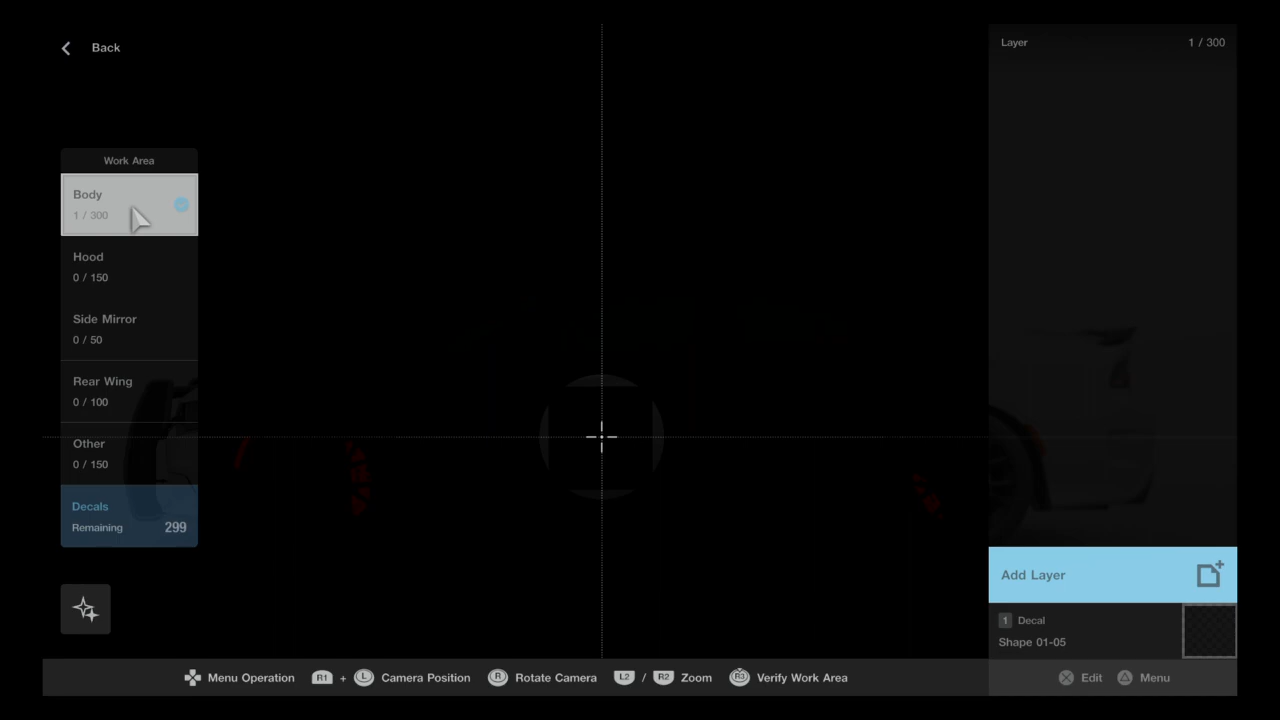 Back
Layer
1 / 300
Work Area
Body
1 / 300
Hood
0 / 150
Side Mirror
0 / 50
Rear Wing
0 / 100
Other
0 / 150
Decals
Remaining 299
Add Layer
1 Decal
Shape 01-05
Menu Operation R1 + L Camera Position R Rotate Camera L2 / R2 Zoom R3 Verify Work Area Edit Menu